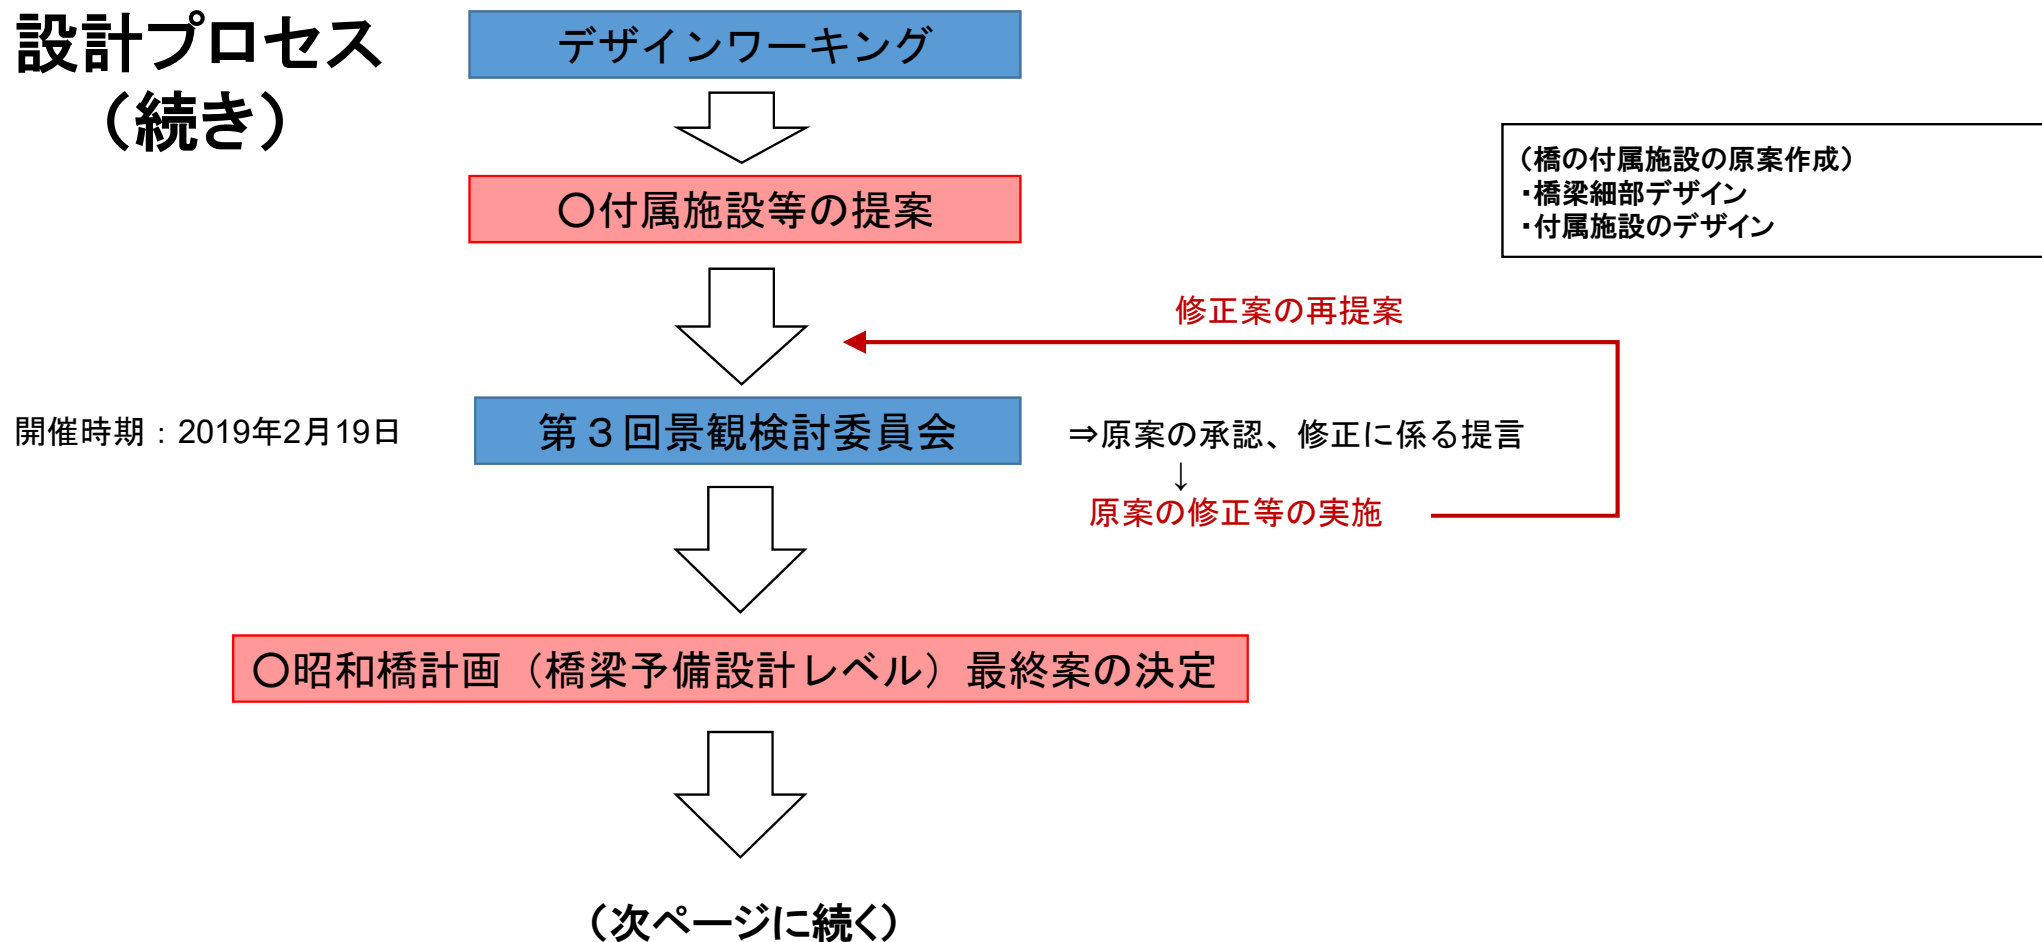 設計プロセス
（続き）
デザインワーキング
〇付属施設等の提案
（橋の付属施設の原案作成）
・橋梁細部デザイン
・付属施設のデザイン
修正案の再提案
開催時期：2019年2月19日
第３回景観検討委員会
⇒原案の承認、修正に係る提言
↓
原案の修正等の実施
〇昭和橋計画（橋梁予備設計レベル）最終案の決定
（次ページに続く）